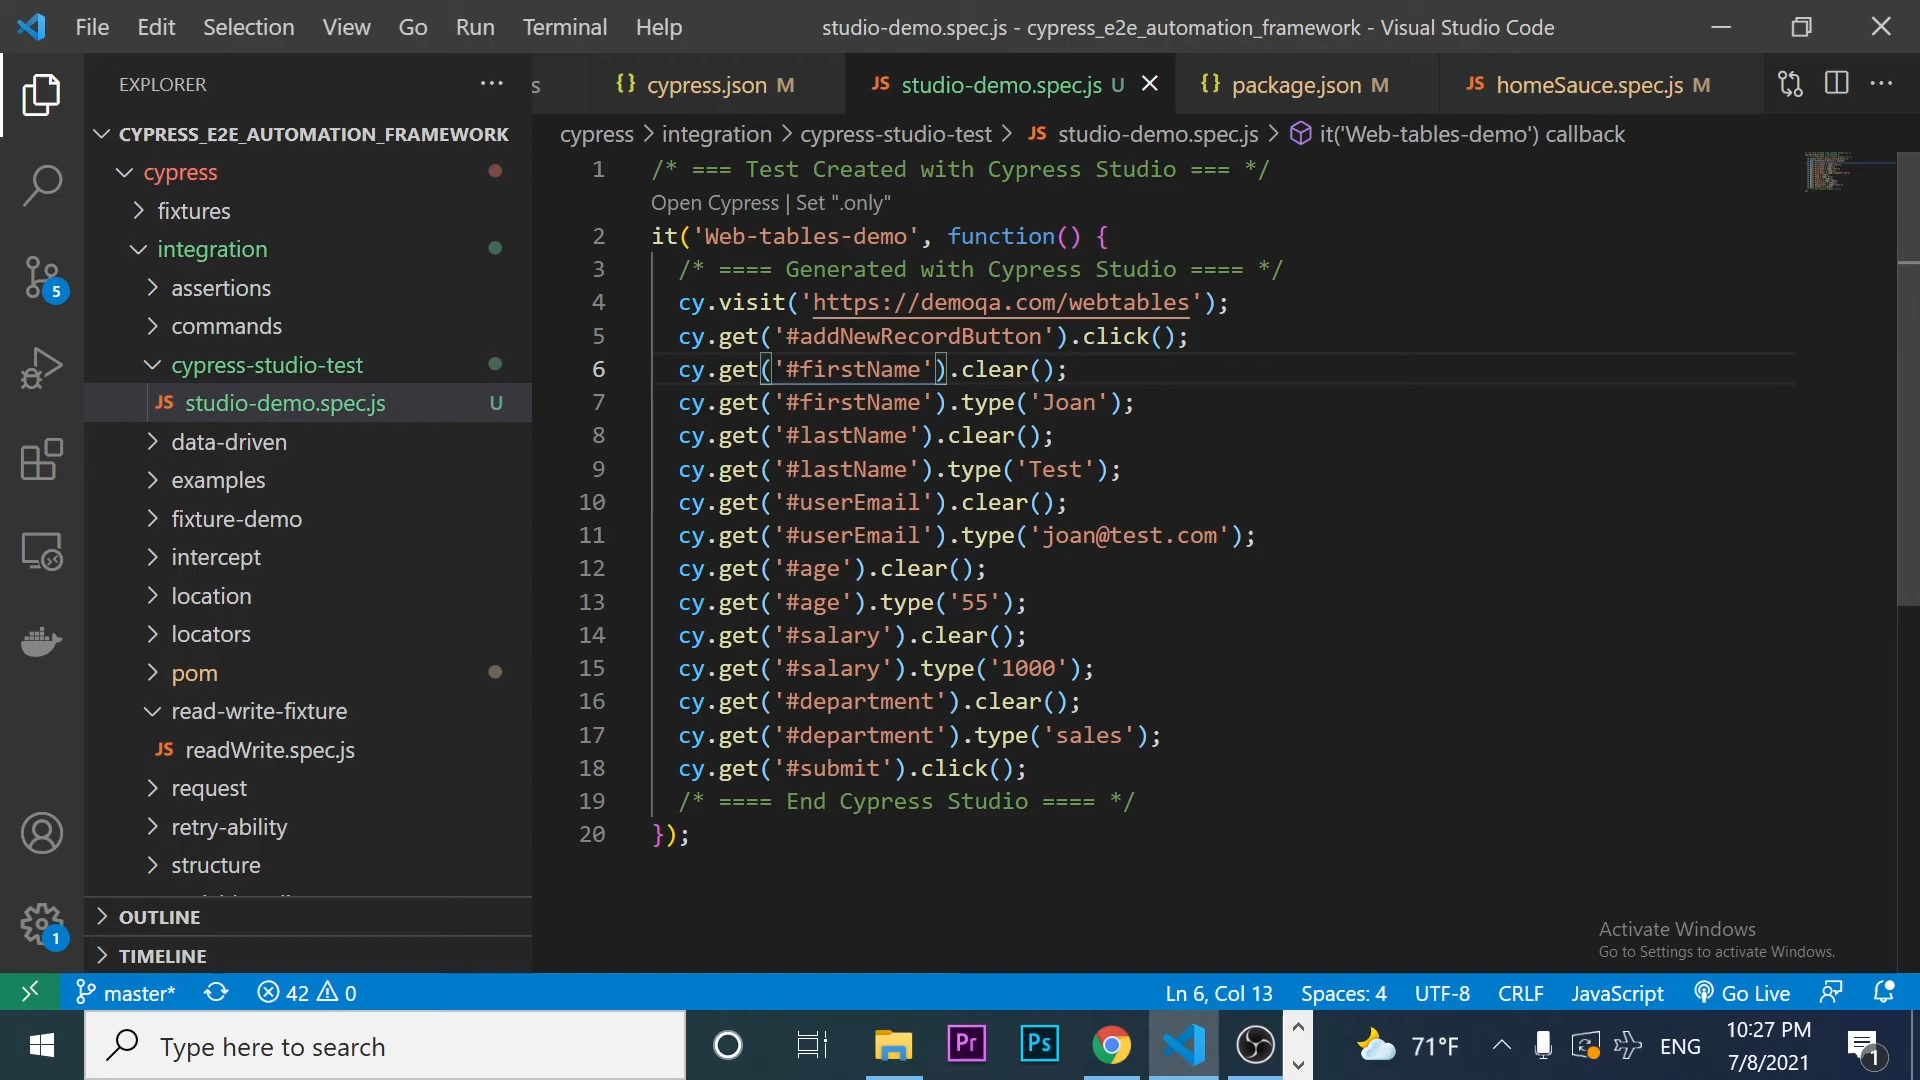 File Edit Selection View Go Run Terminal Help
studio-demo.spec.js - cypress_e2e_automation_framework - Visual Studio Code
EXPLORER
s
{} cypress.json M
JS studio-demo.spec.js U
{} package.json M
JS homeSauce.spec.js M
CYPRESS_E2E_AUTOMATION_FRAMEWORK
cypress
fixtures
integration
assertions
commands
cypress-studio-test
JS studio-demo.spec.js U
data-driven
examples
fixture-demo
intercept
location
locators
pom
read-write-fixture
JS readWrite.spec.js
request
retry-ability
structure
OUTLINE
TIMELINE
5
1
cypress > integration > cypress-studio-test > JS studio-demo.spec.js > it('Web-tables-demo') callback
1 /* === Test Created with Cypress Studio === */
Open Cypress | Set ".only"
2 it('Web-tables-demo', function() {
3 /* ==== Generated with Cypress Studio ==== */
4 cy.visit('https://demoqa.com/webtables');
5 cy.get('#addNewRecordButton').click();
6 cy.get('#firstName').clear();
7 cy.get('#firstName').type('Joan');
8 cy.get('#lastName').clear();
9 cy.get('#lastName').type('Test');
10 cy.get('#userEmail').clear();
11 cy.get('#userEmail').type('joan@test.com');
12 cy.get('#age').clear();
13 cy.get('#age').type('55');
14 cy.get('#salary').clear();
15 cy.get('#salary').type('1000');
16 cy.get('#department').clear();
17 cy.get('#department').type('sales');
18 cy.get('#submit').click();
19 /* ==== End Cypress Studio ==== */
20 });
Activate Windows
Go to Settings to activate Windows.
master* 42 0
Ln 6, Col 13 Spaces: 4 UTF-8 CRLF JavaScript Go Live
Type here to search
Pr
Ps
71°F
ENG
10:27 PM
7/8/2021
1